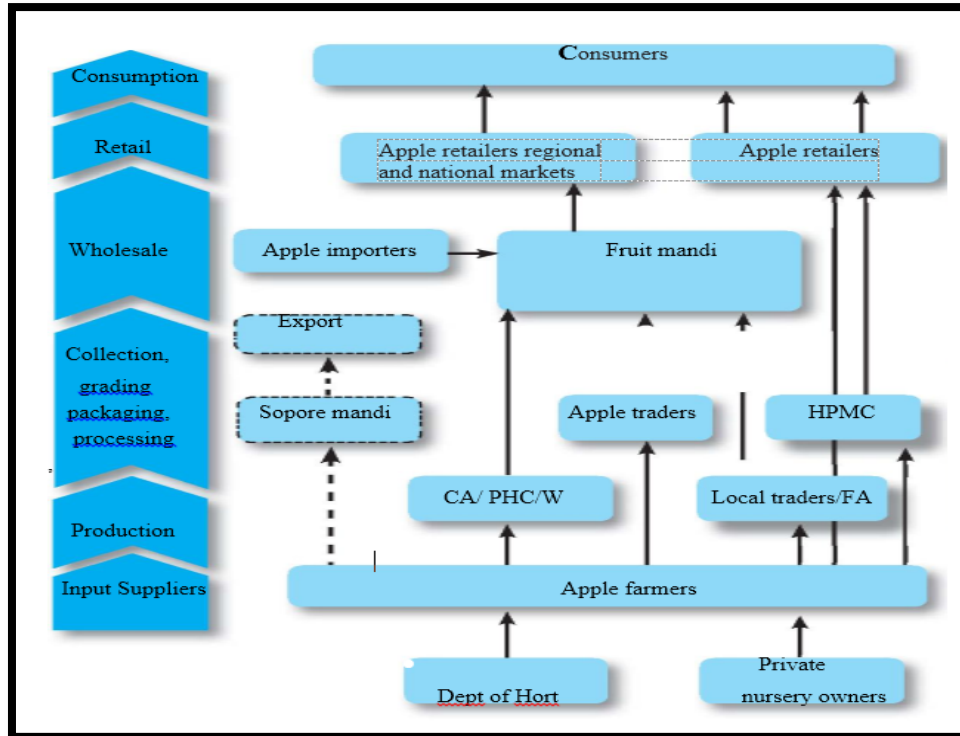 Consumption
Consumers
Retail
Apple retailers regional
and national markets
Apple retailers
Wholesale
Apple importers
Fruit mandi
Collection,
grading
packaging,
processing
,
Export
Sopore mandi
Apple traders
HPMC
Production
CA/ PHC/W
Local traders/FA
Input Suppliers
Apple farmers
Dept of Hort
Private
nursery owners